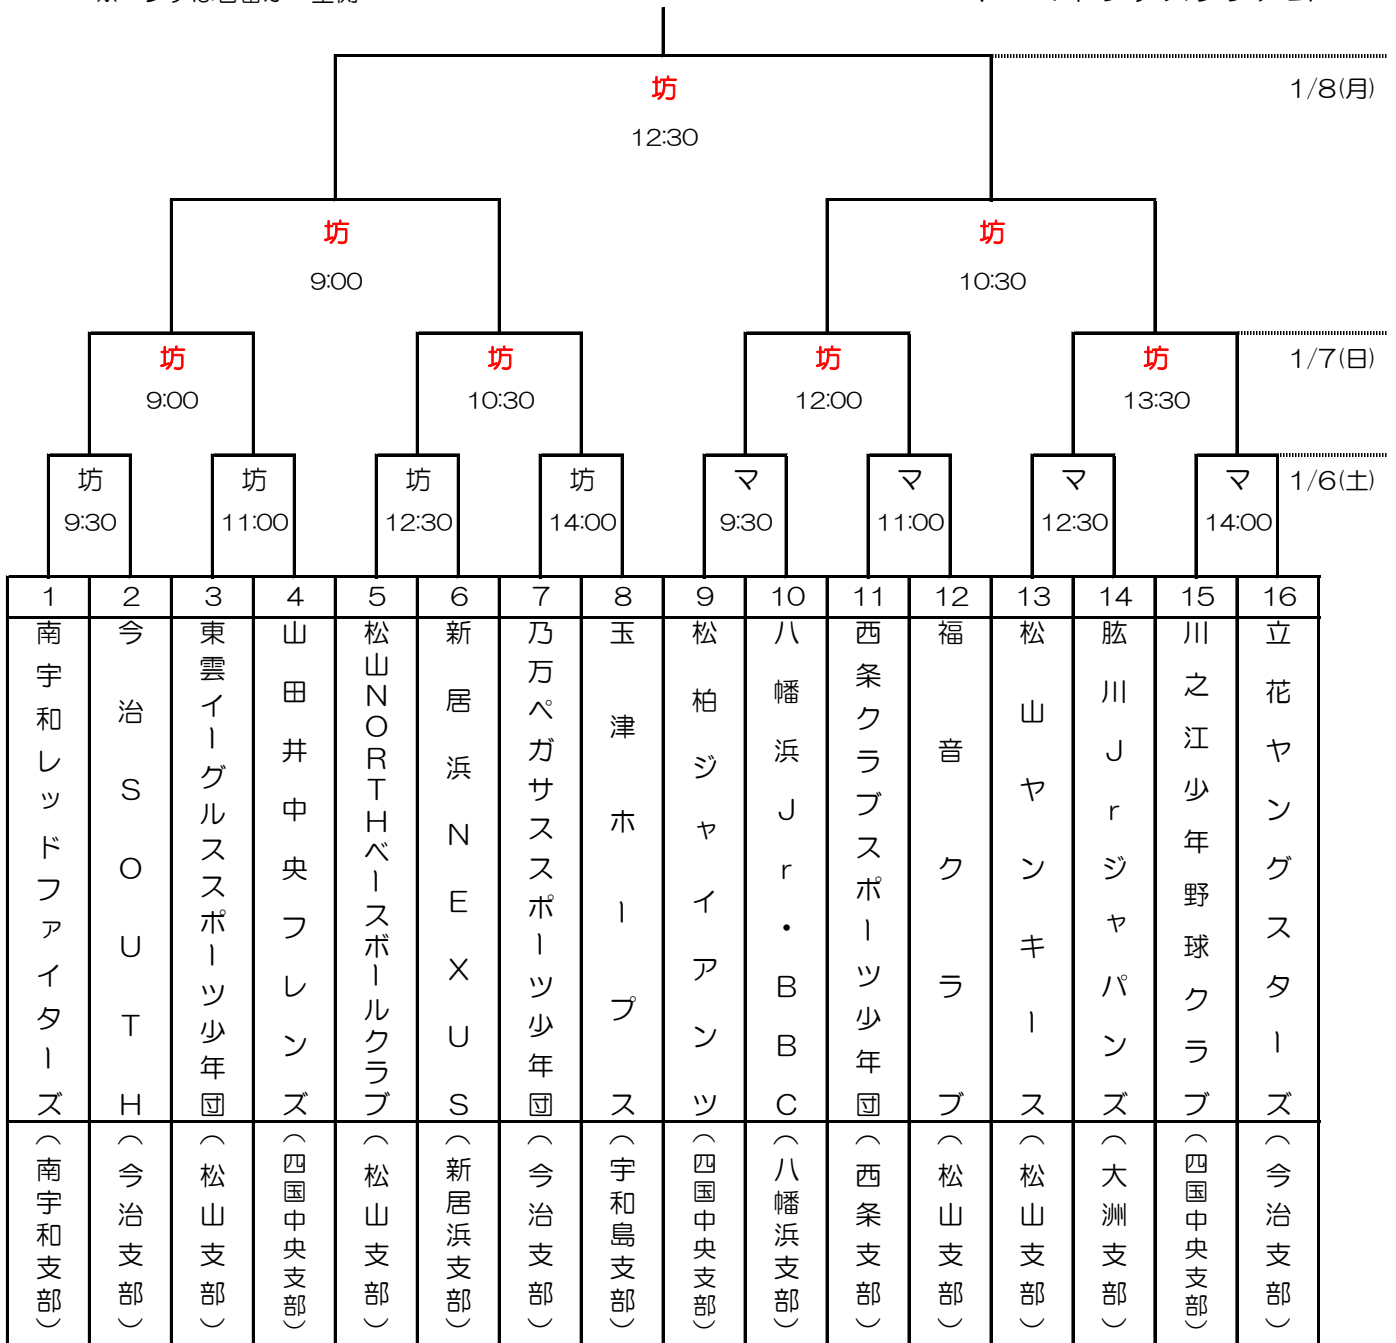 坊
1/8(月)
12:30
坊
坊
9:00
10:30
坊
坊
坊
坊
1/7(日)
9:00
10:30
12:00
13:30
坊
坊
坊
坊
マ
マ
マ
マ
1/6(土)
9:30
11:00
12:30
14:00
9:30
11:00
12:30
14:00
1
2
3
4
5
6
7
8
9
10
11
12
13
14
15
16
南宇和レッドファイターズ
今治SOUTH
東雲イーグルススポーツ少年団
山田井中央フレンズ
松山NORTHベースボールクラブ
新居浜NEXUS
乃万ペガサススポーツ少年団
玉津ホープス
松柏ジャイアンツ
八幡浜Jr・BBC
西条クラブスポーツ少年団
福音クラブ
松山ヤンキース
肱川Jrジャパンズ
川之江少年野球クラブ
立花ヤングスターズ
(南宇和支部)
(今治支部)
(松山支部)
(四国中央支部)
(松山支部)
(新居浜支部)
(今治支部)
(宇和島支部)
(四国中央支部)
(八幡浜支部)
(西条支部)
(松山支部)
(松山支部)
(大洲支部)
(四国中央支部)
(今治支部)